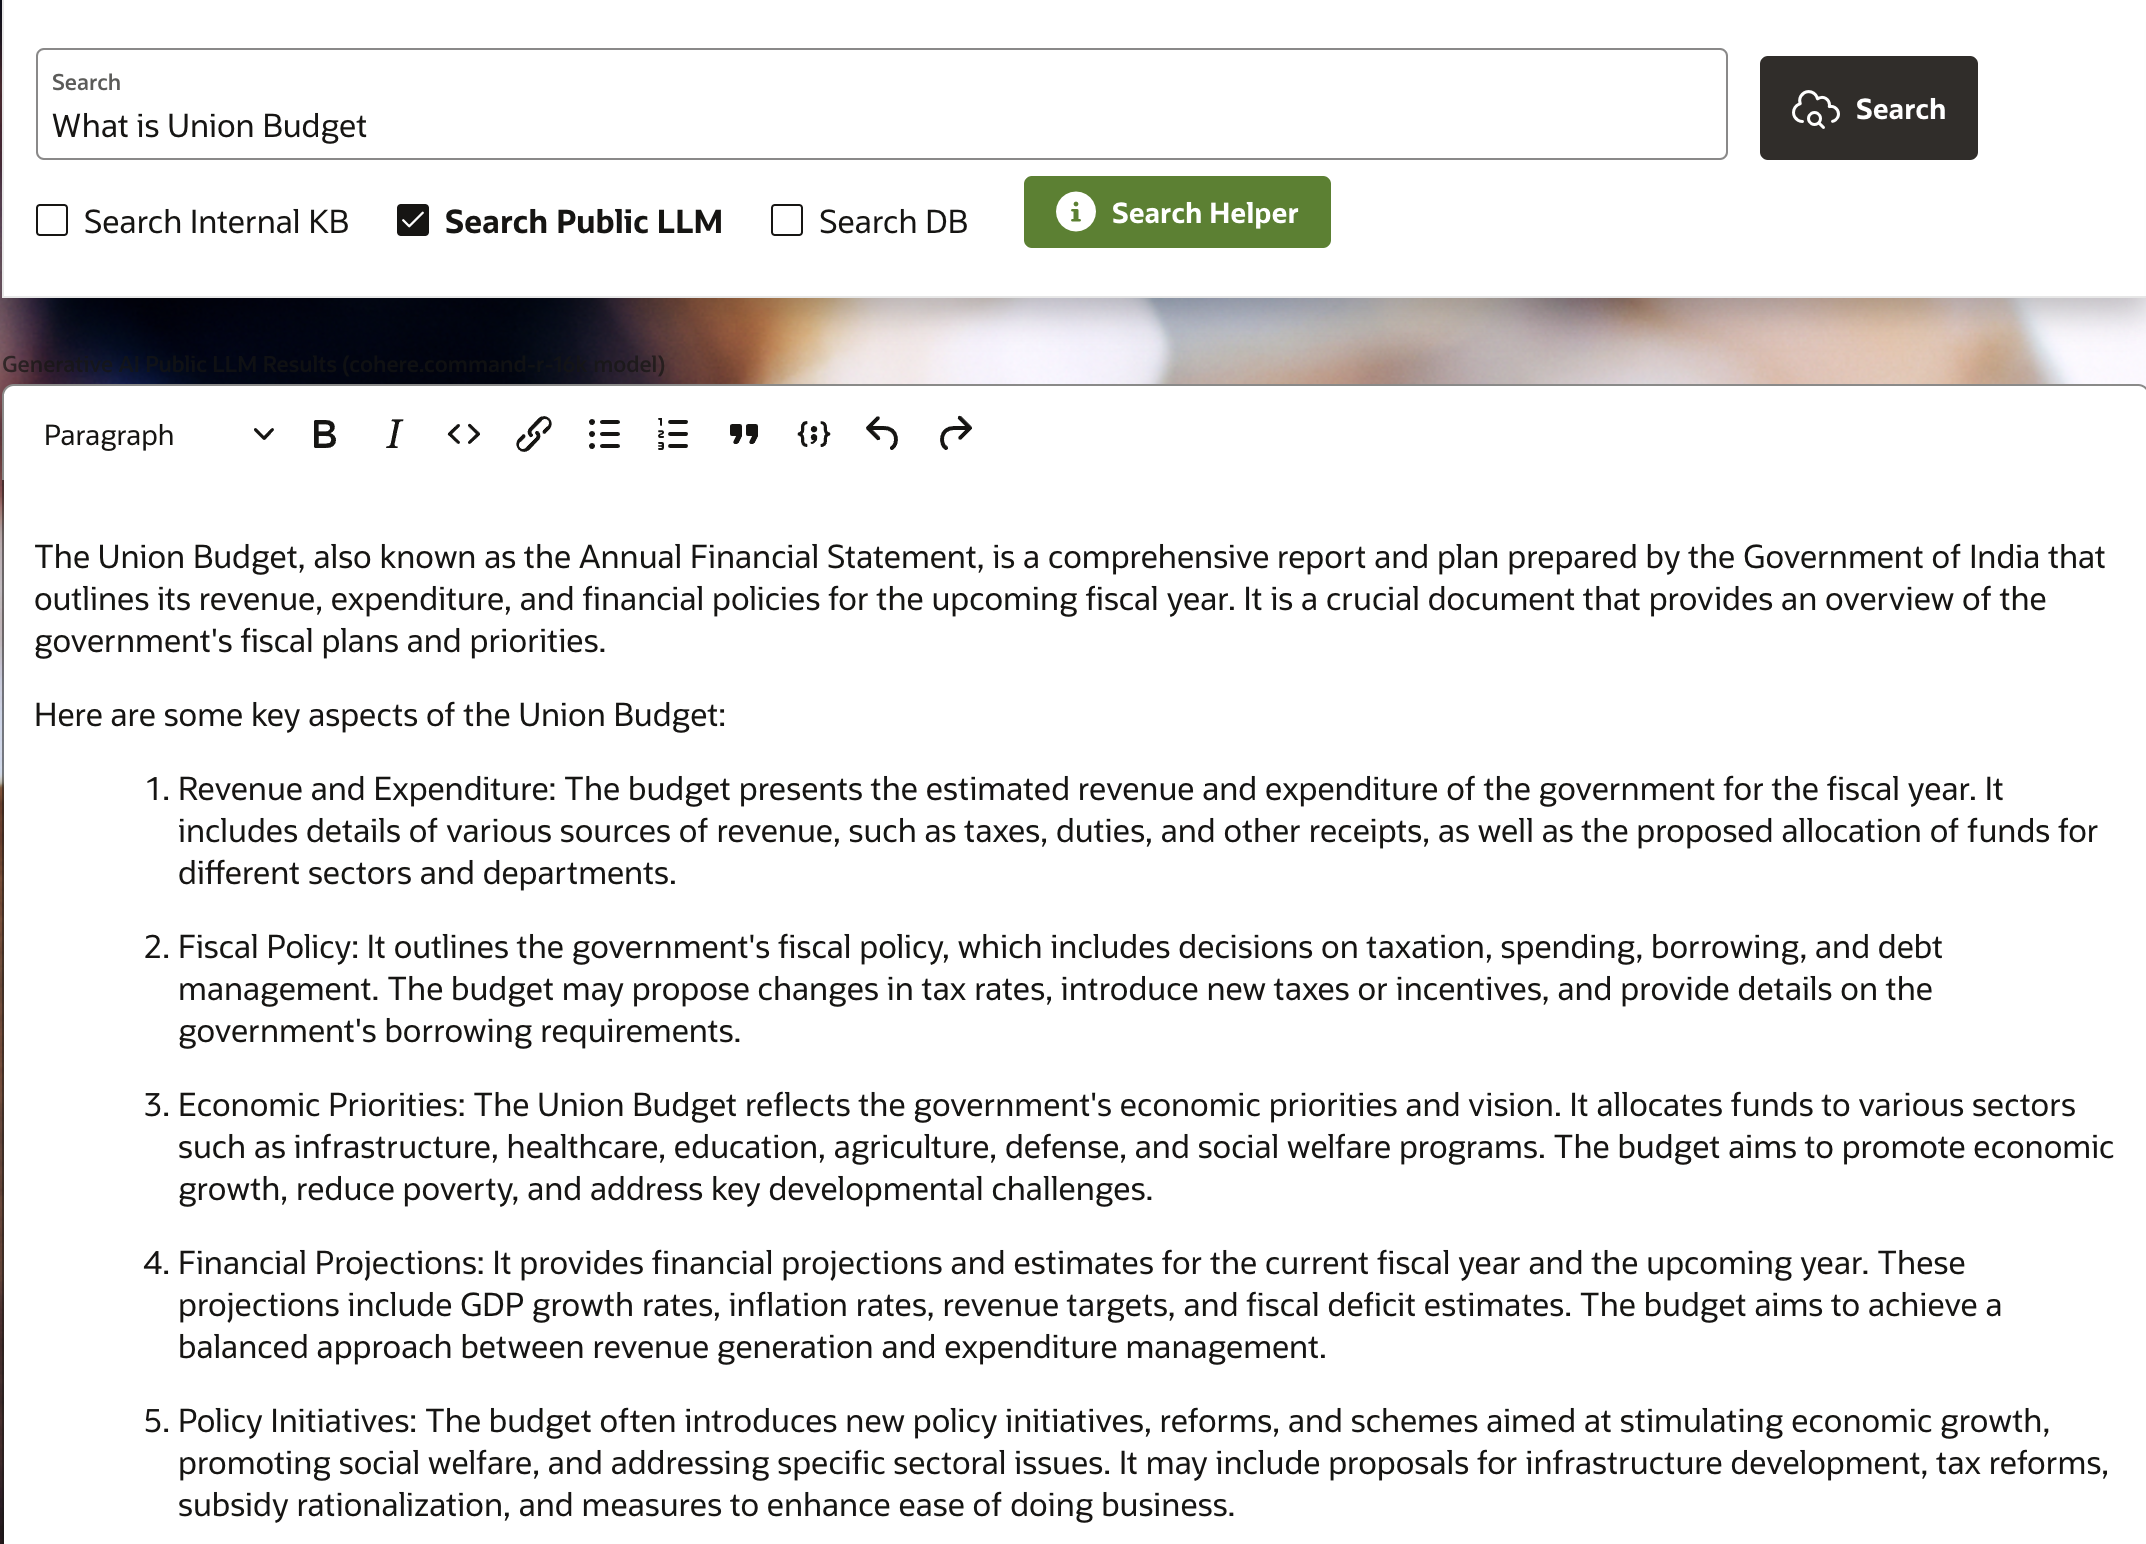 Search
What is Union Budget
Search
Search Internal KB
Search Public LLM
Search DB
Search Helper
Generative AI Public LLM Results (cohere.command-r-16k model)
Paragraph
The Union Budget, also known as the Annual Financial Statement, is a comprehensive report and plan prepared by the Government of India that
outlines its revenue, expenditure, and financial policies for the upcoming fiscal year. It is a crucial document that provides an overview of the
government's fiscal plans and priorities.
Here are some key aspects of the Union Budget:
1. Revenue and Expenditure: The budget presents the estimated revenue and expenditure of the government for the fiscal year. It
includes details of various sources of revenue, such as taxes, duties, and other receipts, as well as the proposed allocation of funds for
different sectors and departments.
2. Fiscal Policy: It outlines the government's fiscal policy, which includes decisions on taxation, spending, borrowing, and debt
management. The budget may propose changes in tax rates, introduce new taxes or incentives, and provide details on the
government's borrowing requirements.
3. Economic Priorities: The Union Budget reflects the government's economic priorities and vision. It allocates funds to various sectors
such as infrastructure, healthcare, education, agriculture, defense, and social welfare programs. The budget aims to promote economic
growth, reduce poverty, and address key developmental challenges.
4. Financial Projections: It provides financial projections and estimates for the current fiscal year and the upcoming year. These
projections include GDP growth rates, inflation rates, revenue targets, and fiscal deficit estimates. The budget aims to achieve a
balanced approach between revenue generation and expenditure management.
5. Policy Initiatives: The budget often introduces new policy initiatives, reforms, and schemes aimed at stimulating economic growth,
promoting social welfare, and addressing specific sectoral issues. It may include proposals for infrastructure development, tax reforms,
subsidy rationalization, and measures to enhance ease of doing business.